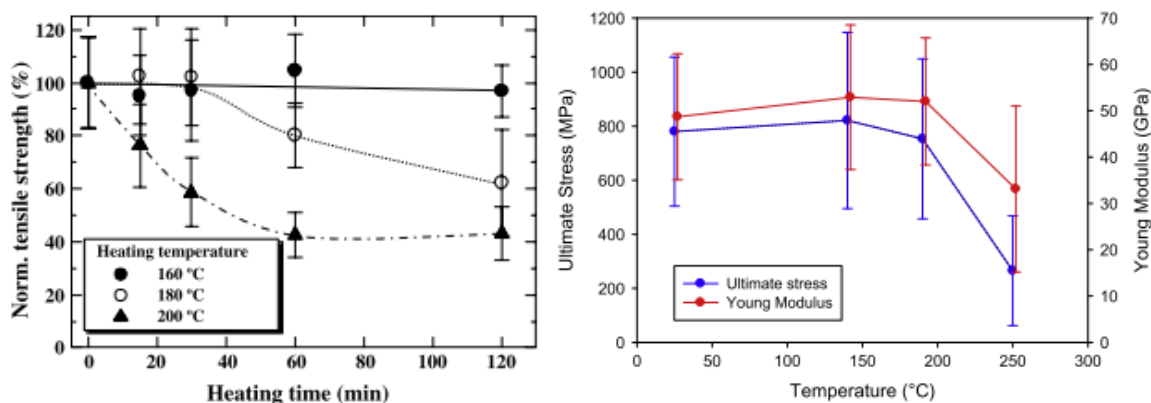 Norm. tensile strength (%)
120
100
80
60
40
20
0
Heating temperature
160 ºC
180 ºC
200 ºC
0 20 40 60 80 100 120
Heating time (min)
Ultimate Stress (MPa)
1200
1000
800
600
400
200
0
Ultimate stress
Young Modulus
70
60
50
40
30
20
10
0
Young Modulus (GPa)
0 50 100 150 200 250 300
Temperature (°C)